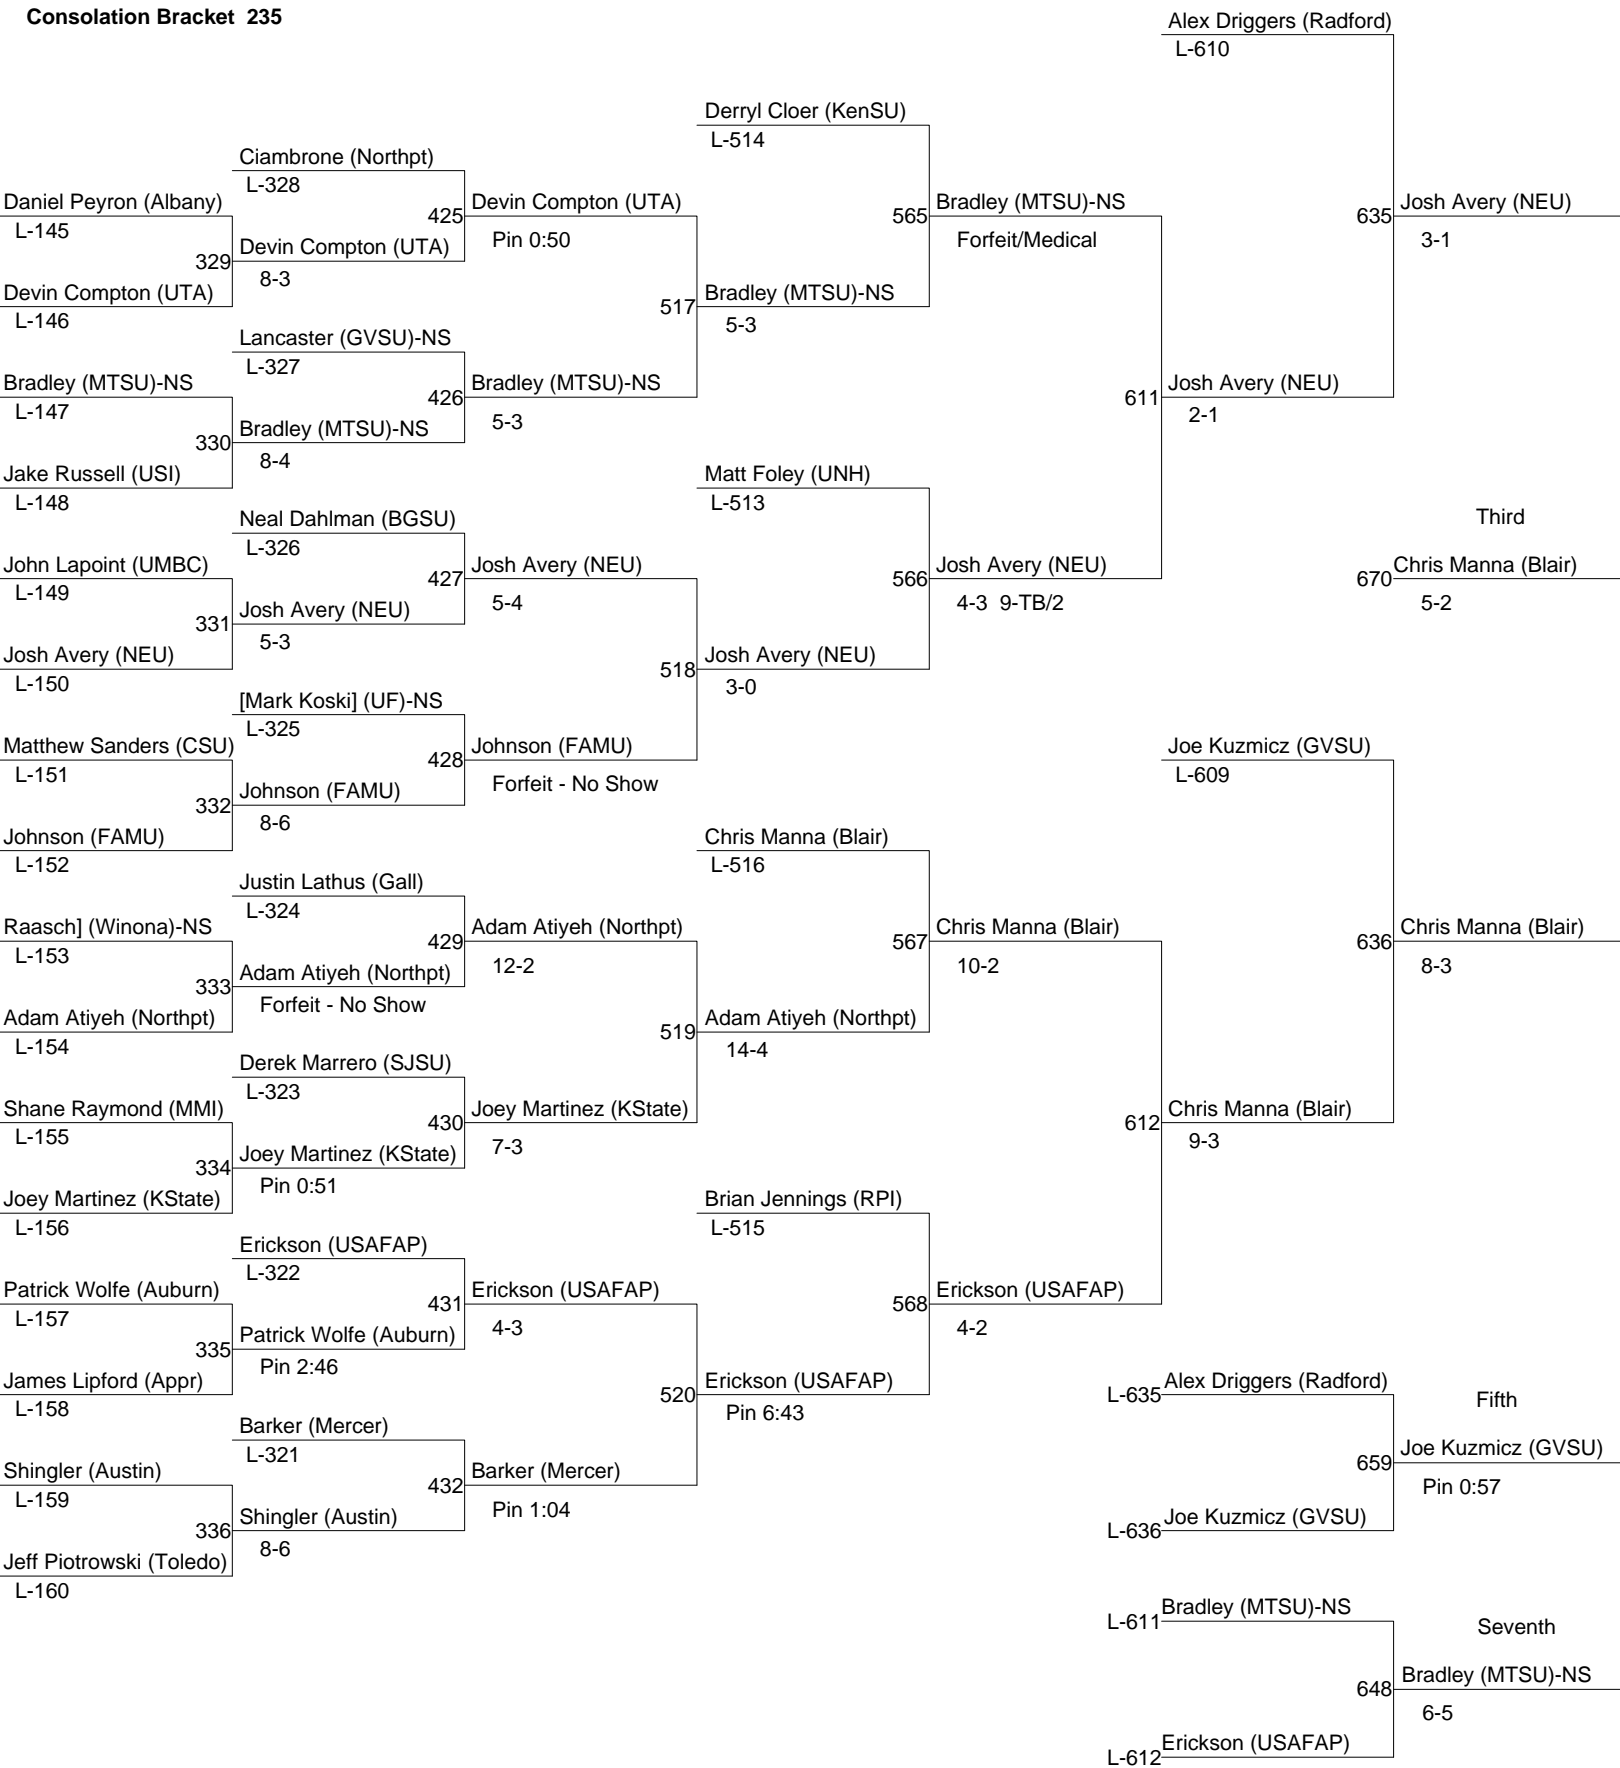 Consolation Bracket 235
Daniel Peyron (Albany)
L-145
329
Devin Compton (UTA)
L-146
Bradley (MTSU)-NS
L-147
330
Jake Russell (USI)
L-148
John Lapoint (UMBC)
L-149
331
Josh Avery (NEU)
L-150
Matthew Sanders (CSU)
L-151
332
Johnson (FAMU)
L-152
Raasch] (Winona)-NS
L-153
333
Adam Atiyeh (Northpt)
L-154
Shane Raymond (MMI)
L-155
334
Joey Martinez (KState)
L-156
Patrick Wolfe (Auburn)
L-157
335
James Lipford (Appr)
L-158
Shingler (Austin)
L-159
336
Jeff Piotrowski (Toledo)
L-160
Ciambrone (Northpt)
L-328
425
Devin Compton (UTA)
8-3
Lancaster (GVSU)-NS
L-327
426
Bradley (MTSU)-NS
8-4
Neal Dahlman (BGSU)
L-326
427
Josh Avery (NEU)
5-3
[Mark Koski] (UF)-NS
L-325
428
Johnson (FAMU)
8-6
Justin Lathus (Gall)
L-324
429
Adam Atiyeh (Northpt)
Forfeit - No Show
Derek Marrero (SJSU)
L-323
430
Joey Martinez (KState)
Pin 0:51
Erickson (USAFAP)
L-322
431
Patrick Wolfe (Auburn)
Pin 2:46
Barker (Mercer)
L-321
432
Shingler (Austin)
8-6
Devin Compton (UTA)
Pin 0:50
517
Bradley (MTSU)-NS
5-3
Josh Avery (NEU)
5-4
518
Johnson (FAMU)
Forfeit - No Show
Adam Atiyeh (Northpt)
12-2
519
Joey Martinez (KState)
7-3
Erickson (USAFAP)
4-3
520
Barker (Mercer)
Pin 1:04
Derryl Cloer (KenSU)
L-514
565
Bradley (MTSU)-NS
5-3
Matt Foley (UNH)
L-513
566
Josh Avery (NEU)
3-0
Chris Manna (Blair)
L-516
567
Adam Atiyeh (Northpt)
14-4
Brian Jennings (RPI)
L-515
568
Erickson (USAFAP)
Pin 6:43
Bradley (MTSU)-NS
Forfeit/Medical
611
Josh Avery (NEU)
4-3 9-TB/2
Chris Manna (Blair)
10-2
612
Erickson (USAFAP)
4-2
Alex Driggers (Radford)
L-610
635
Josh Avery (NEU)
2-1
Joe Kuzmicz (GVSU)
L-609
636
Chris Manna (Blair)
9-3
Josh Avery (NEU)
3-1
Third
670
Chris Manna (Blair)
5-2
Chris Manna (Blair)
8-3
L-635
Alex Driggers (Radford)
Fifth
659
Joe Kuzmicz (GVSU)
Pin 0:57
L-636
Joe Kuzmicz (GVSU)
L-611
Bradley (MTSU)-NS
Seventh
648
Bradley (MTSU)-NS
6-5
L-612
Erickson (USAFAP)